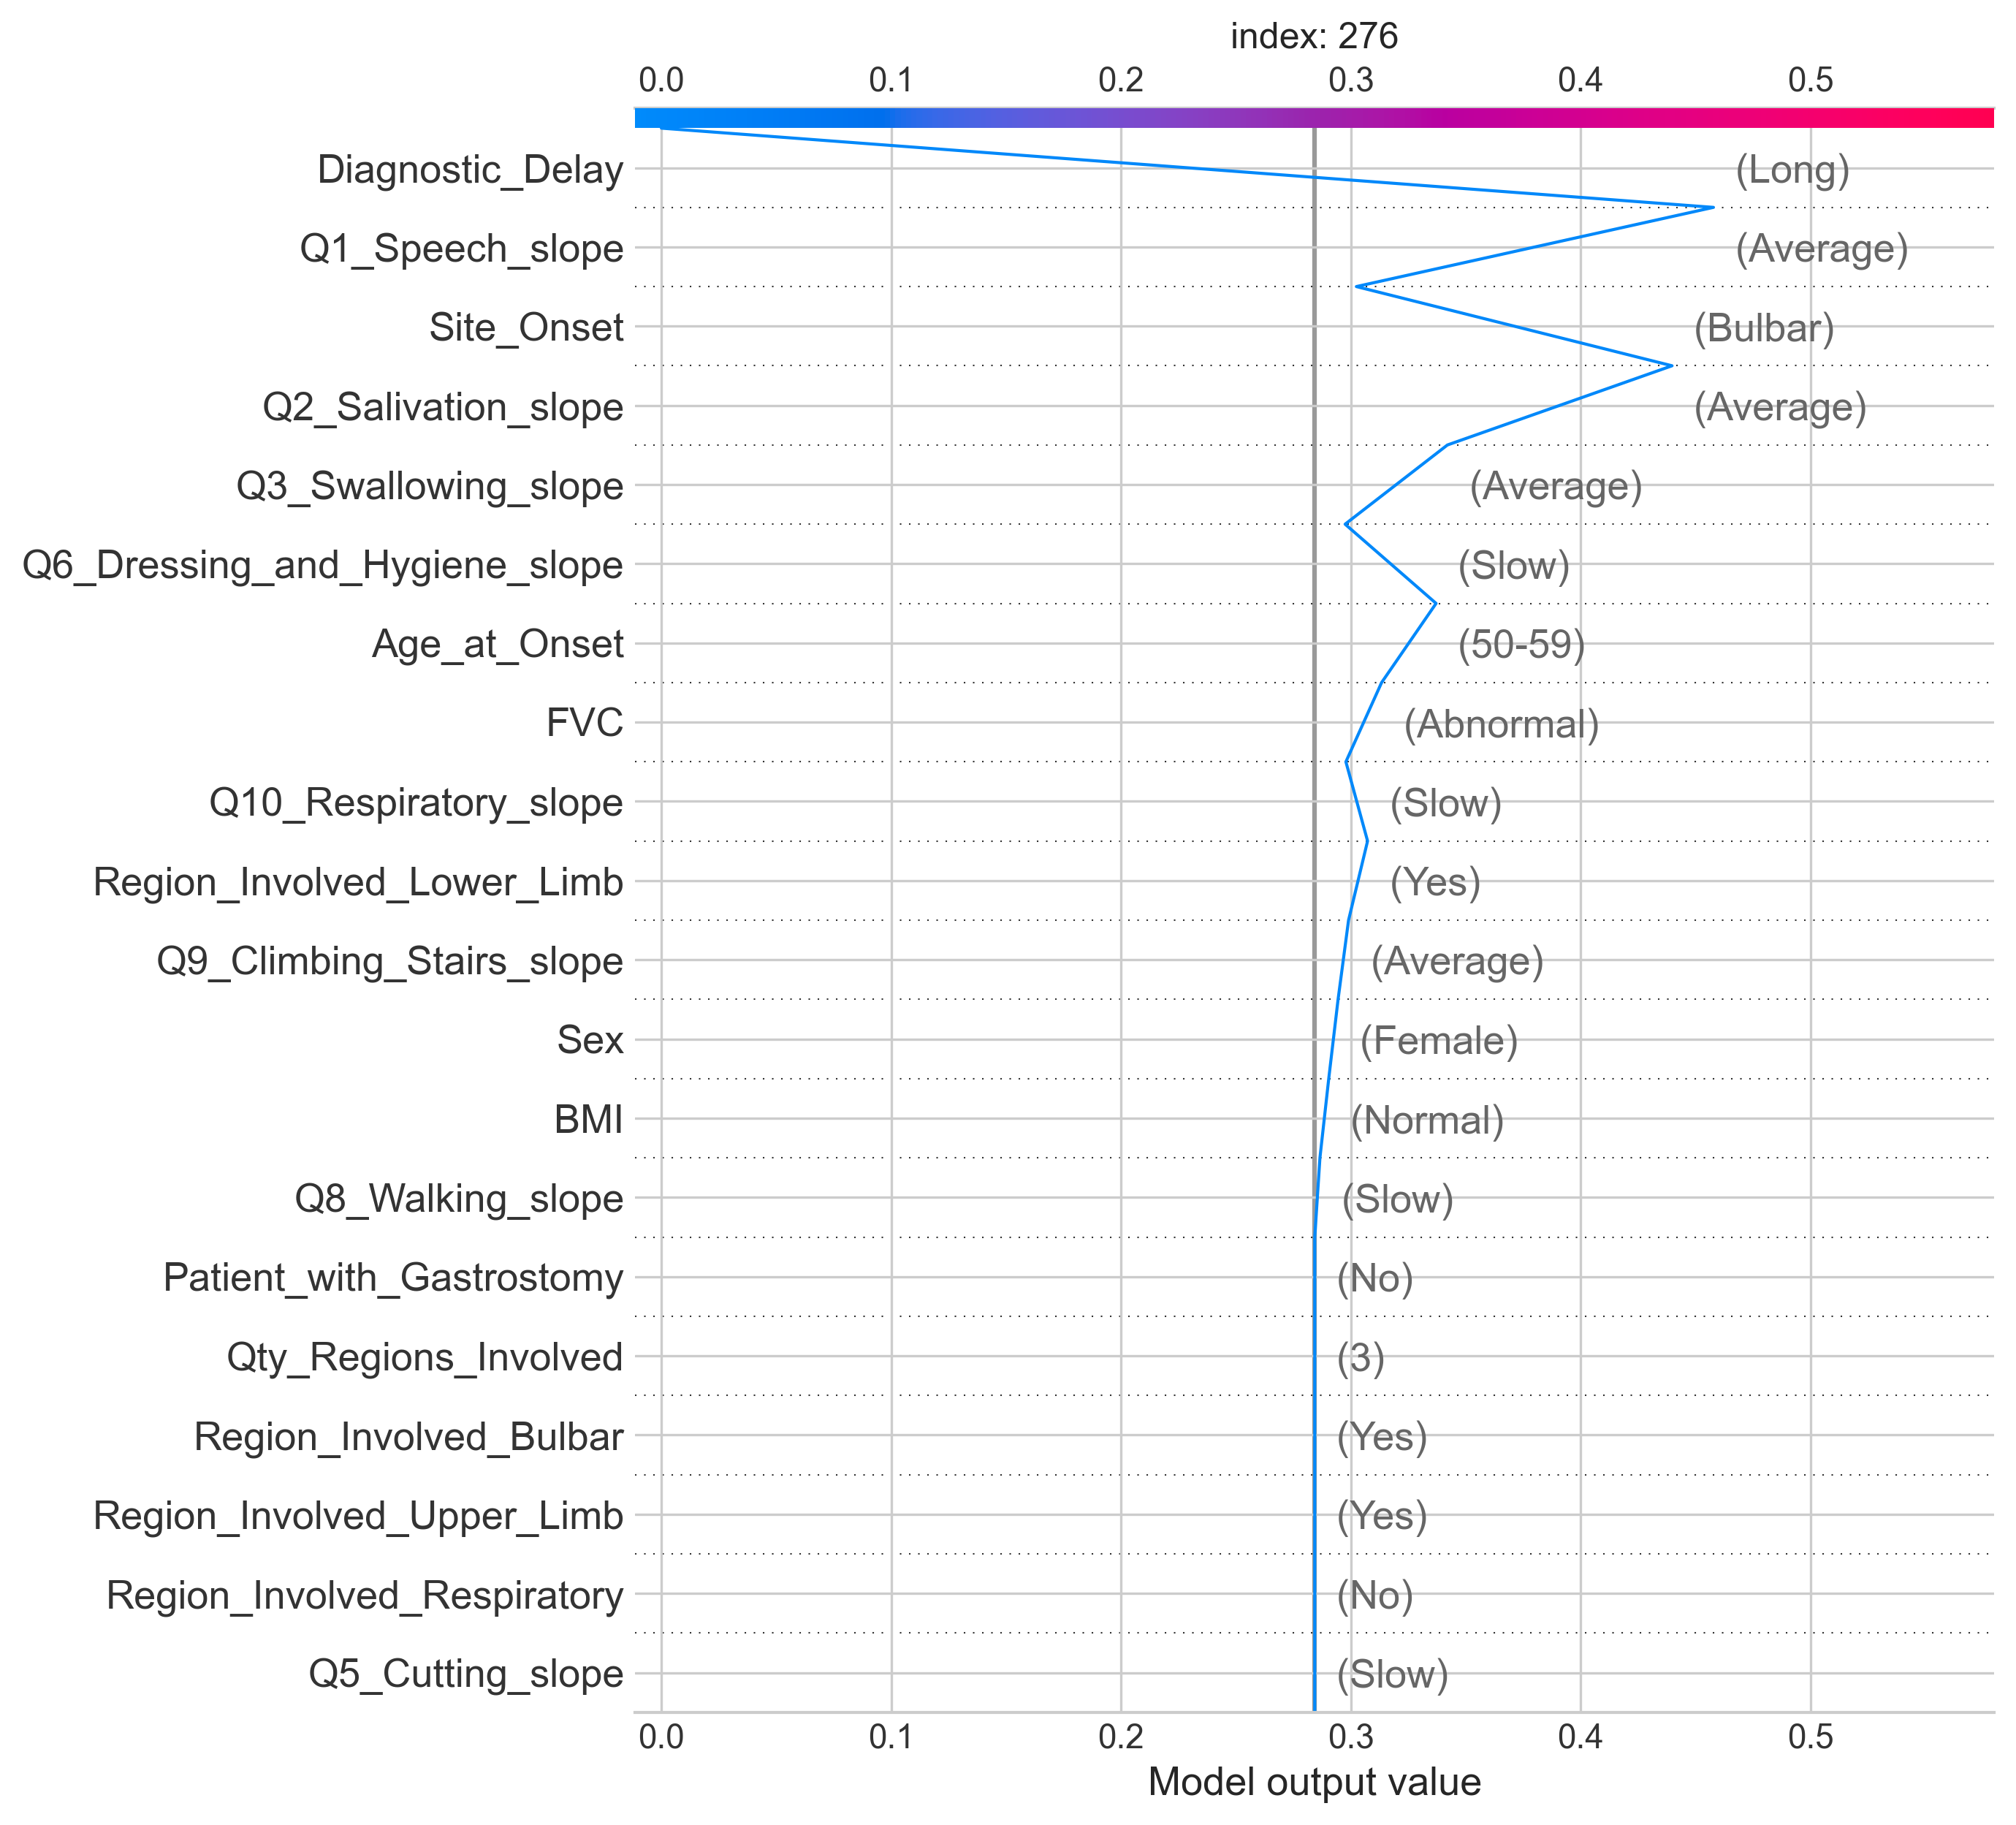 index: 276
0.0 0.1 0.2 0.3 0.4 0.5
Diagnostic_Delay (Long)
Q1_Speech_slope (Average)
Site_Onset (Bulbar)
Q2_Salivation_slope (Average)
Q3_Swallowing_slope (Average)
Q6_Dressing_and_Hygiene_slope (Slow)
Age_at_Onset (50-59)
FVC (Abnormal)
Q10_Respiratory_slope (Slow)
Region_Involved_Lower_Limb (Yes)
Q9_Climbing_Stairs_slope (Average)
Sex (Female)
BMI (Normal)
Q8_Walking_slope (Slow)
Patient_with_Gastrostomy (No)
Qty_Regions_Involved (3)
Region_Involved_Bulbar (Yes)
Region_Involved_Upper_Limb (Yes)
Region_Involved_Respiratory (No)
Q5_Cutting_slope (Slow)
0.0 0.1 0.2 0.3 0.4 0.5
Model output value